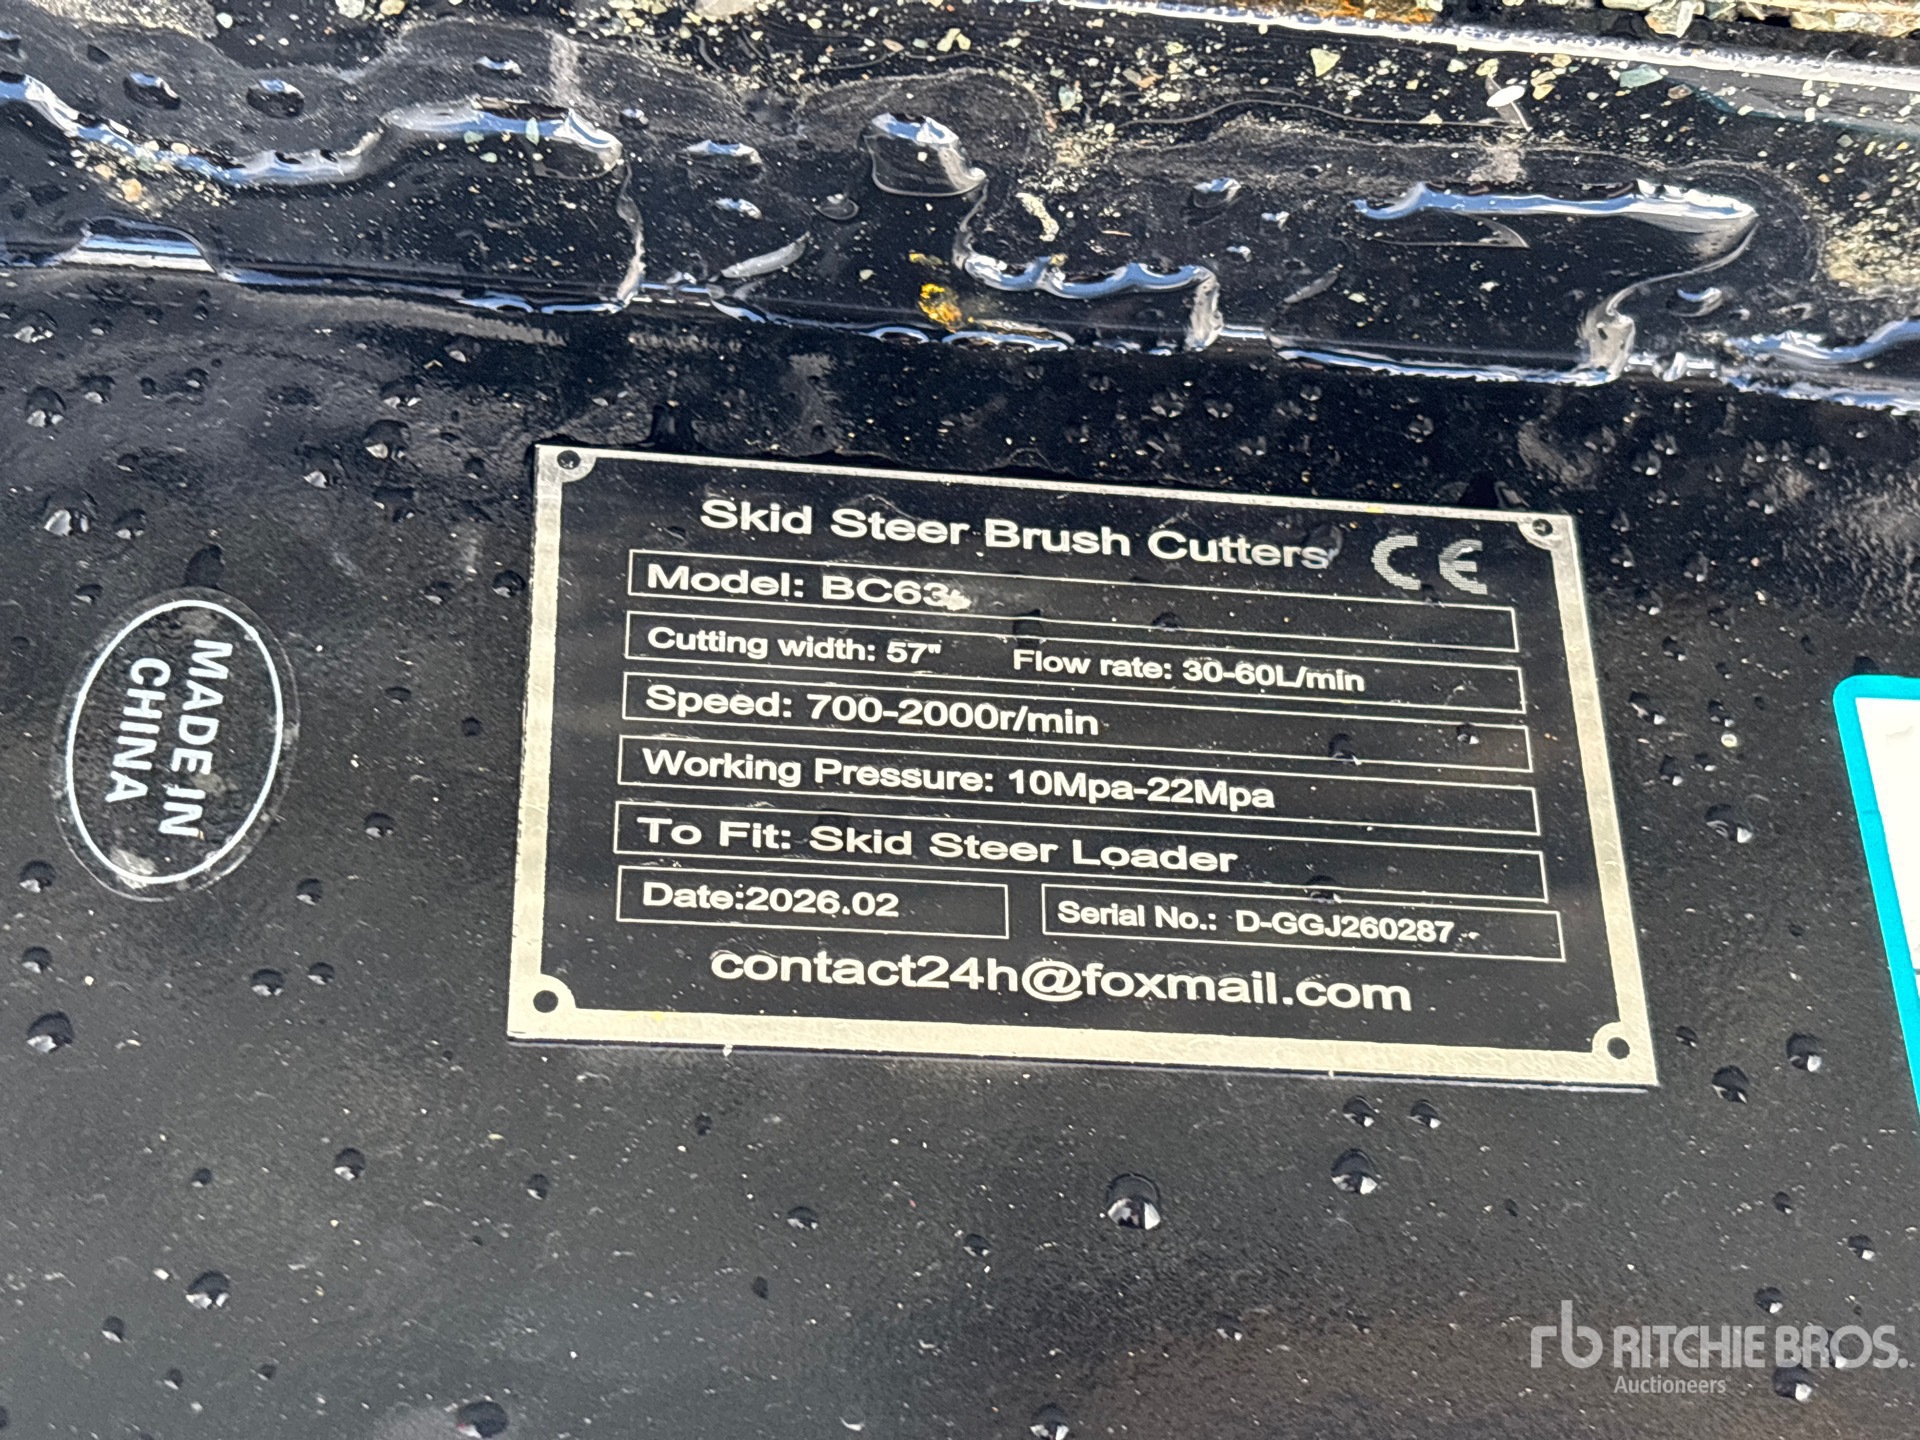 Skid Steer Brush Cutters CE
Model: BC63
Cutting width: 57" Flow rate: 30-60L/min
Speed: 700-2000r/min
Working Pressure: 10Mpa-22Mpa
To Fit: Skid Steer Loader
Date:2026.02 Serial No.: D-GGJ260287
contact24h@foxmail.com
MADE IN
CHINA
rb RITCHIE BROS.
Auctioneers